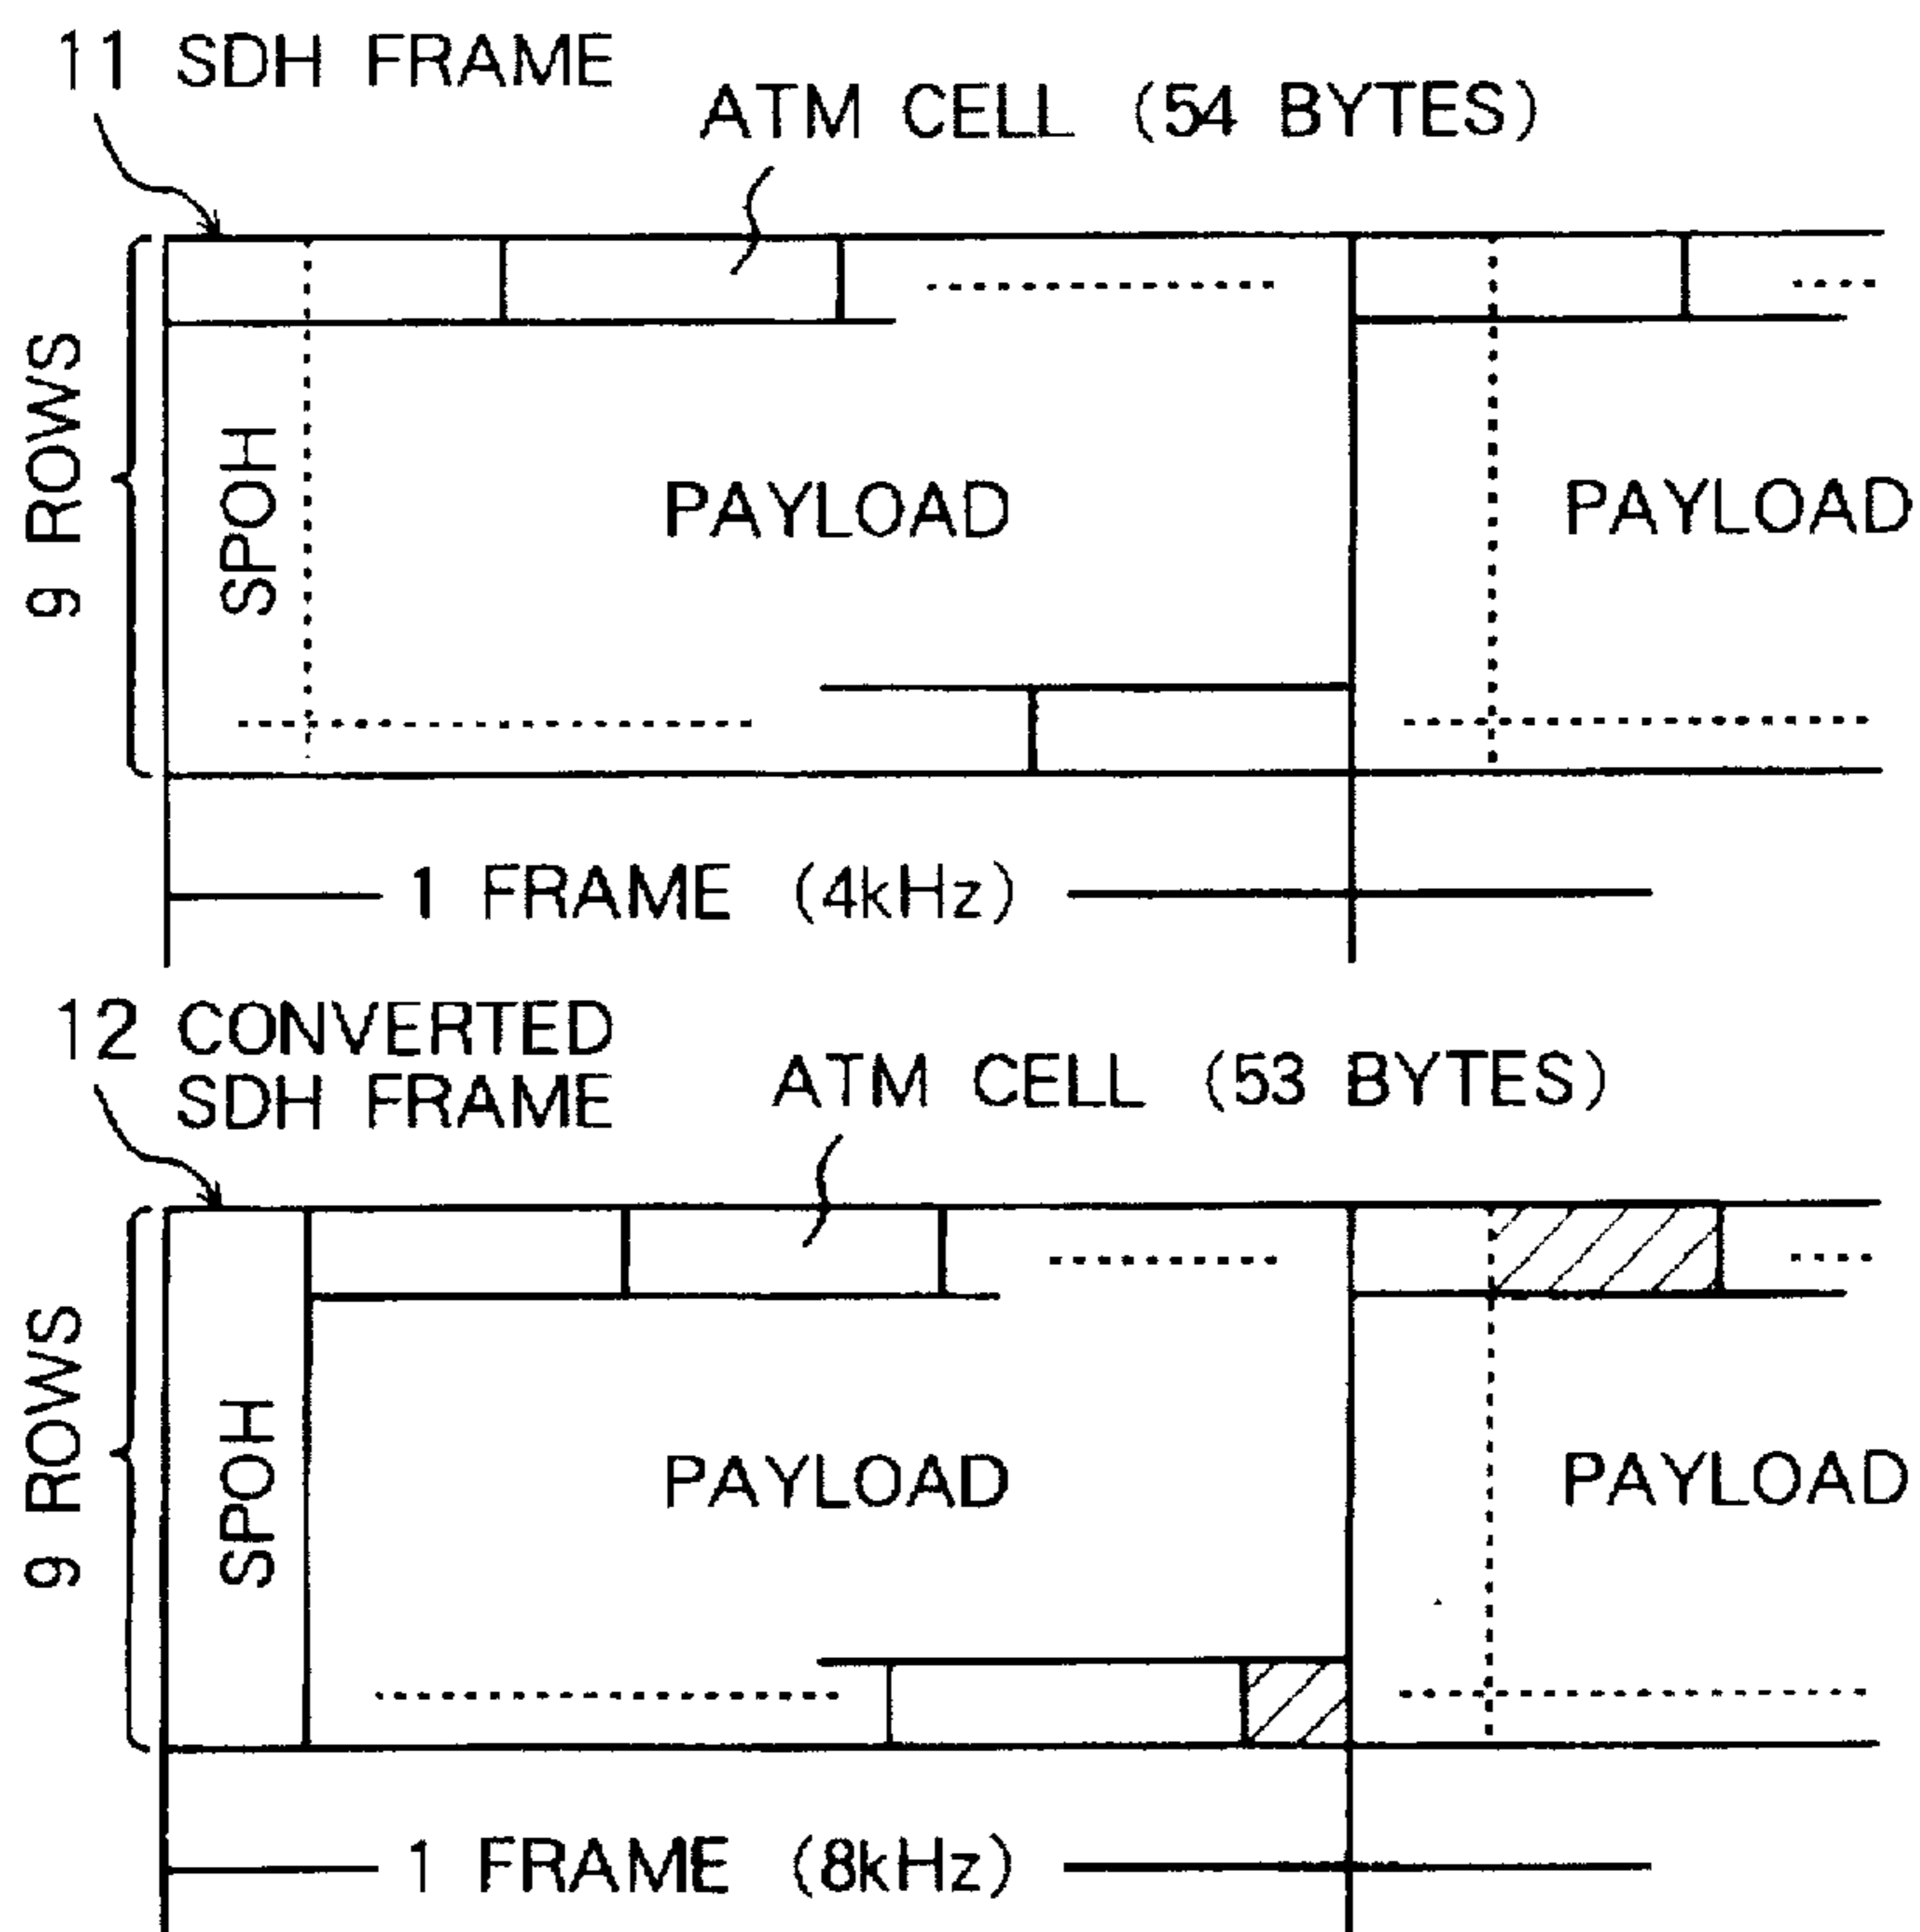 11 SDH FRAME
ATM CELL (54 BYTES)
9 ROWS
SPOH
PAYLOAD
PAYLOAD
1 FRAME (4kHz)
12 CONVERTED
SDH FRAME
ATM CELL (53 BYTES)
9 ROWS
SPOH
PAYLOAD
PAYLOAD
1 FRAME (8kHz)